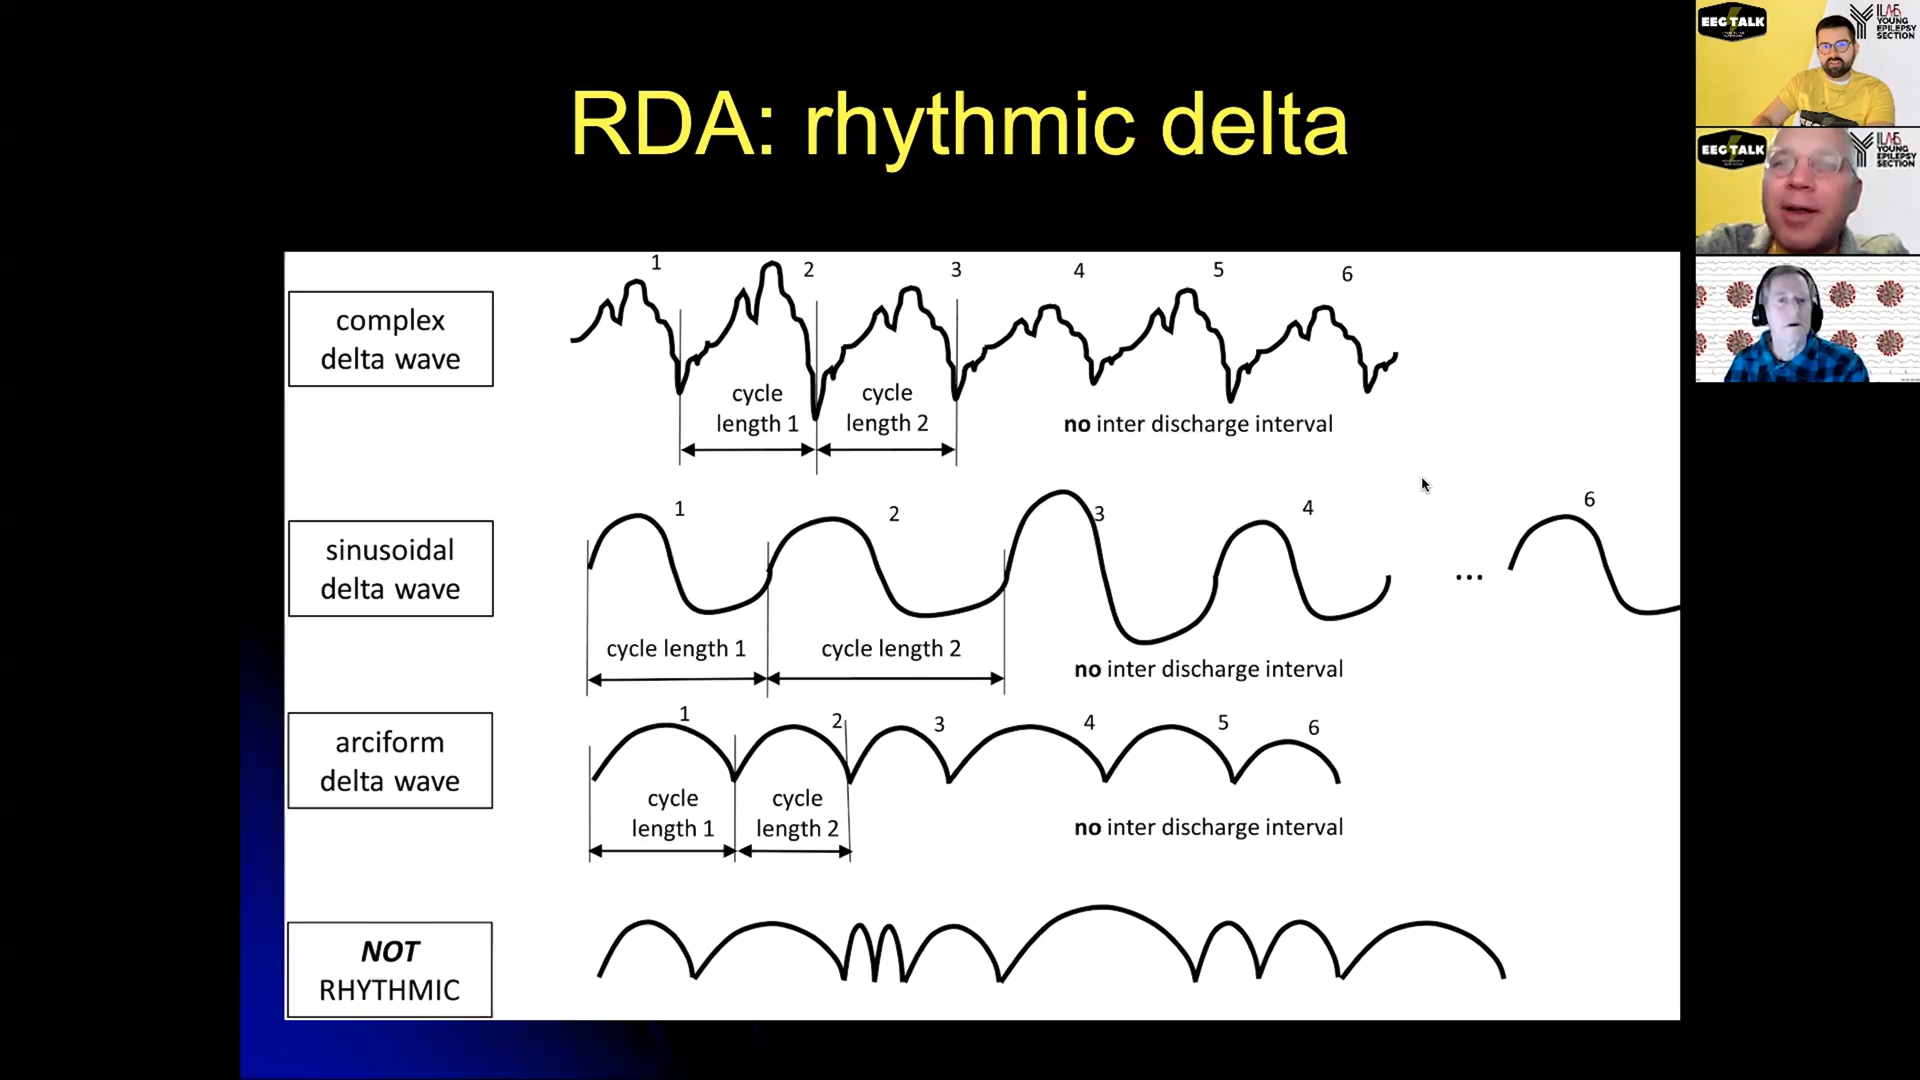 RDA: rhythmic delta
complex
delta wave
1
2
3
4
5
6
cycle
length 1
cycle
length 2
no inter discharge interval
sinusoidal
delta wave
1
2
3
4
...
6
cycle length 1
cycle length 2
no inter discharge interval
arciform
delta wave
1
2
3
4
5
6
cycle
length 1
cycle
length 2
no inter discharge interval
NOT
RHYTHMIC
EEG TALK
ILAE
YOUNG
EPILEPSY
SECTION
EEG TALK
ILAE
YOUNG
EPILEPSY
SECTION